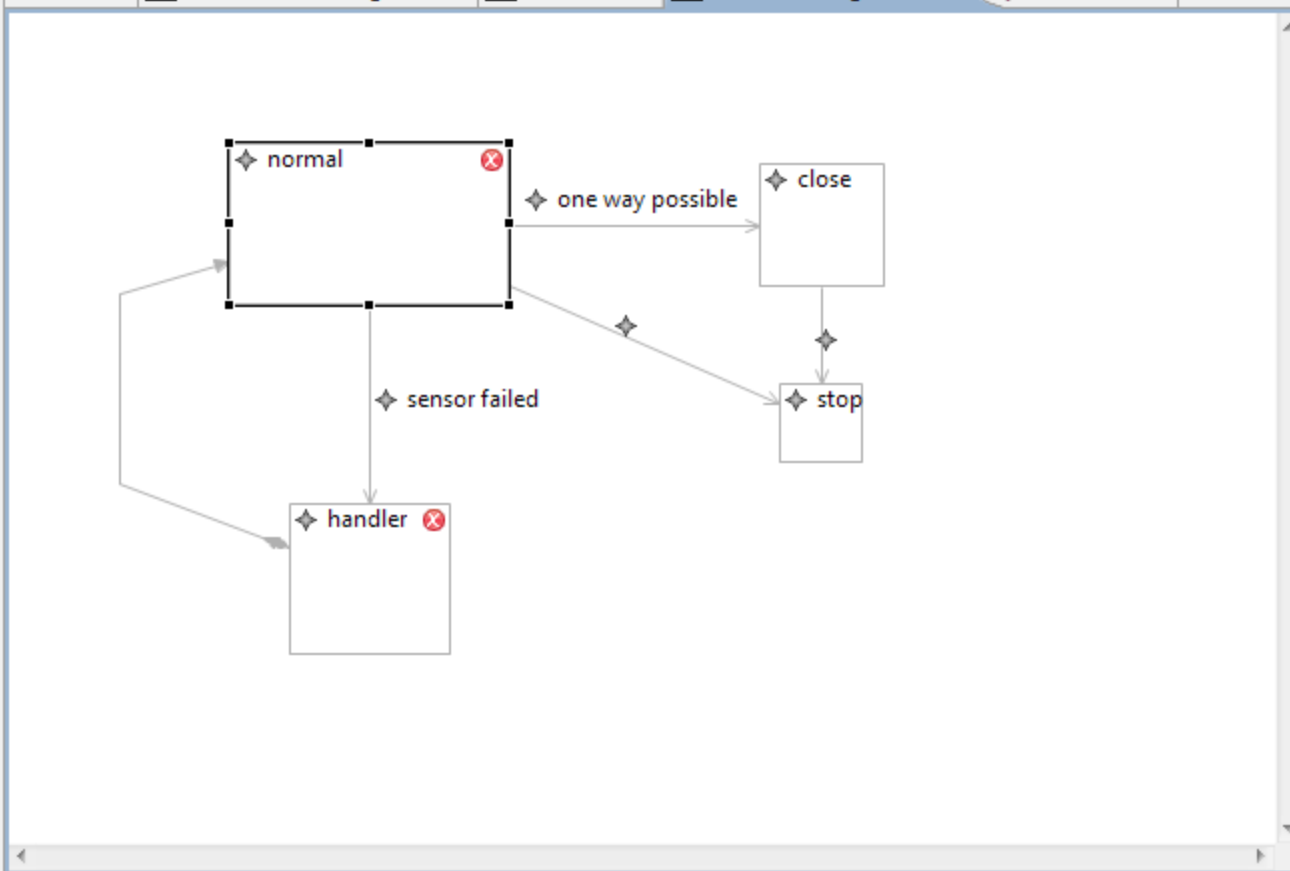 normal
one way possible
close
sensor failed
stop
handler